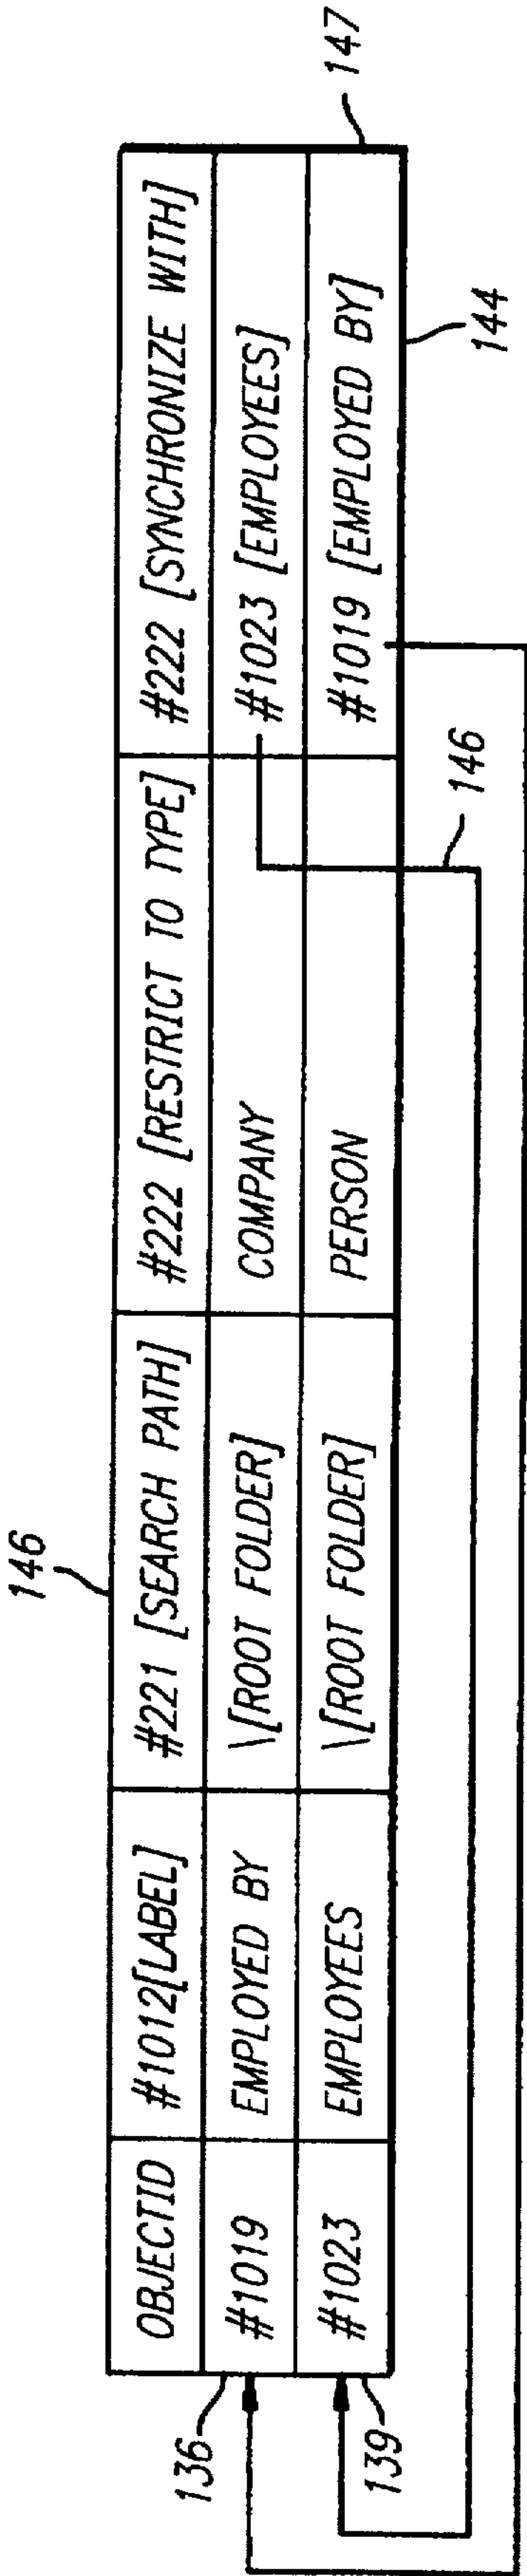 146
OBJECTID #1012[LABEL] #221 [SEARCH PATH] #222 [RESTRICT TO TYPE] #222 [SYNCHRONIZE WITH]
136 #1019 EMPLOYED BY \[ROOT FOLDER] COMPANY #1023 [EMPLOYEES]
139 #1023 EMPLOYEES \[ROOT FOLDER] PERSON #1019 [EMPLOYED BY] 147
146 144